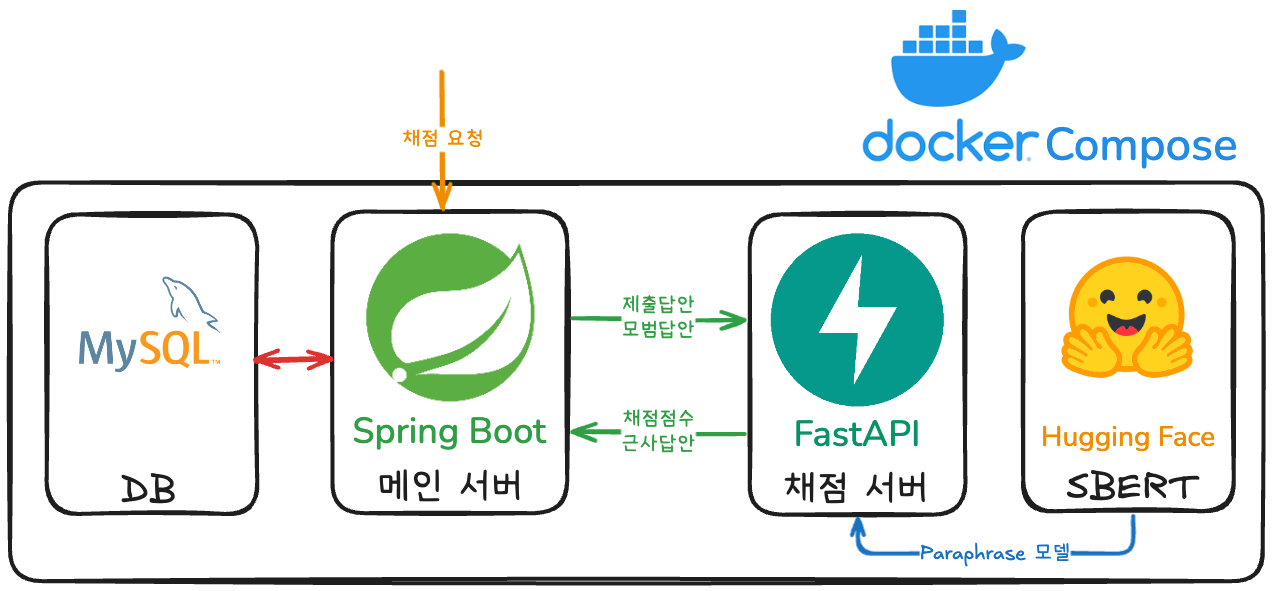 채점 요청
docker Compose
MySQL™
DB
Spring Boot
메인 서버
제출답안
모범답안
채점점수
근사답안
FastAPI
채점 서버
Hugging Face
SBERT
Paraphrase 모델